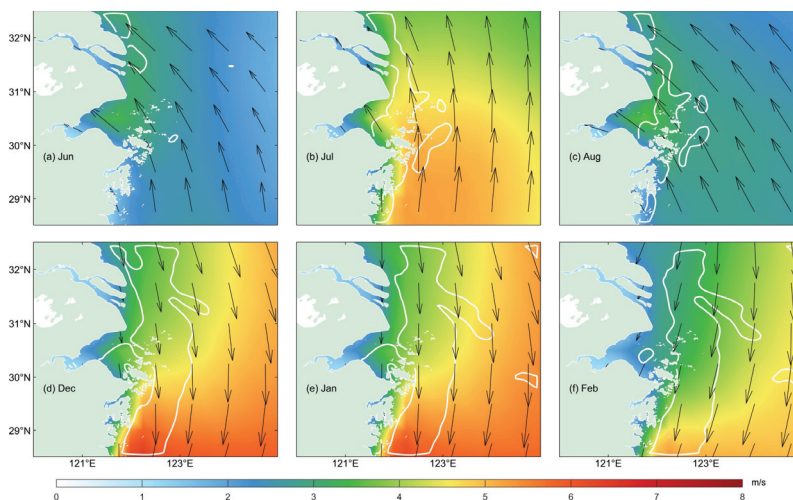 32°N
31°N
30°N
29°N
(a) Jun
(b) Jul
(c) Aug
32°N
31°N
30°N
29°N
(d) Dec
(e) Jan
(f) Feb
121°E 123°E 121°E 123°E 121°E 123°E
0 1 2 3 4 5 6 7 8 m/s